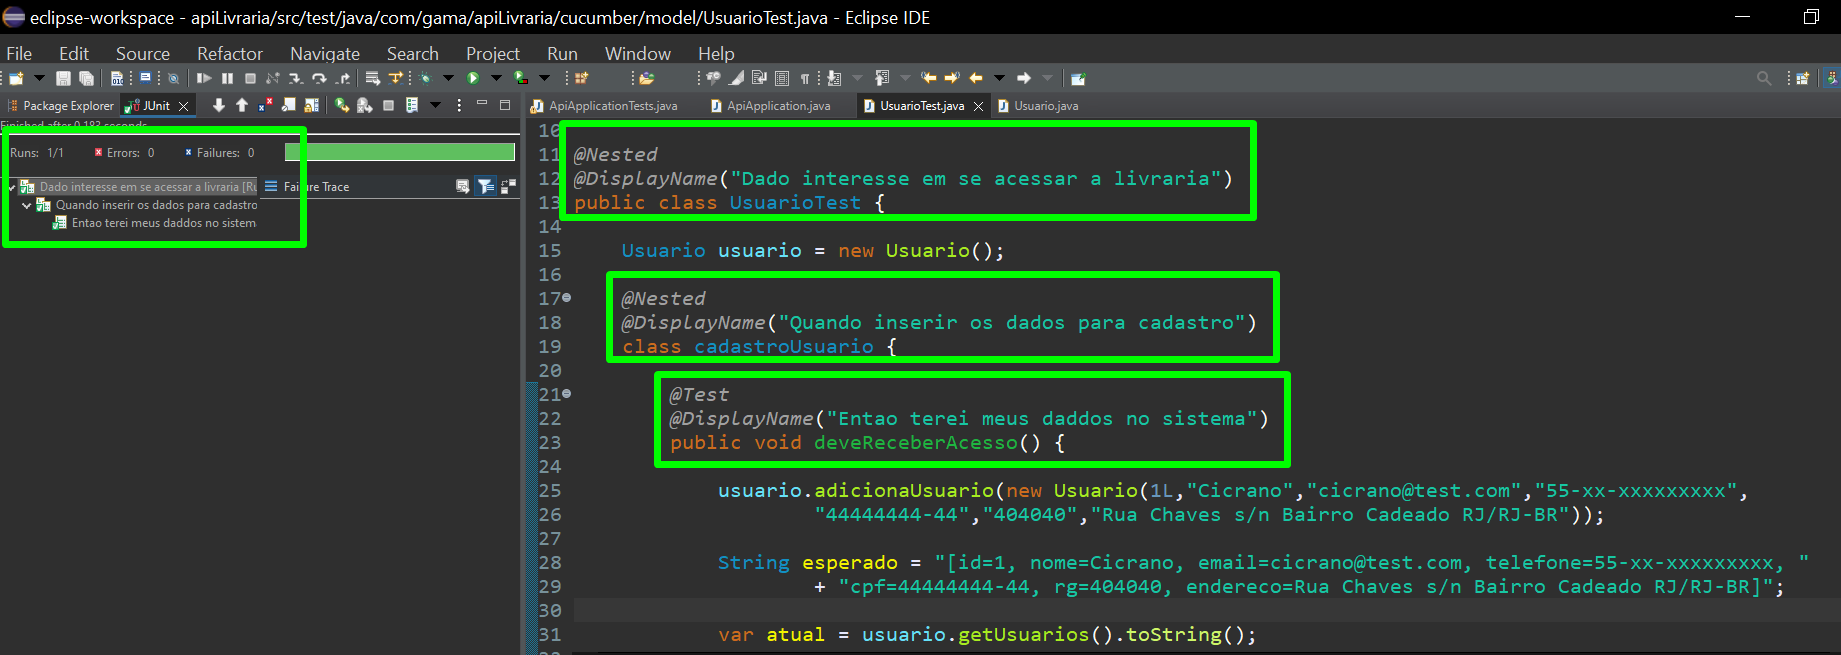 eclipse-workspace - apiLivraria/src/test/java/com/gama/apiLivraria/cucumber/model/UsuarioTest.java - Eclipse IDE
File Edit Source Refactor Navigate Search Project Run Window Help
Package Explorer JUnit
ApiApplicationTests.java ApiApplication.java UsuarioTest.java Usuario.java
Finished after 0,183 seconds
Runs: 1/1 Errors: 0 Failures: 0
Dado interesse em se acessar a livraria [Ru
Quando inserir os dados para cadastro
Entao terei meus daddos no sistem
Failure Trace
10
11 @Nested
12 @DisplayName("Dado interesse em se acessar a livraria")
13 public class UsuarioTest {
14
15 Usuario usuario = new Usuario();
16
17 @Nested
18 @DisplayName("Quando inserir os dados para cadastro")
19 class cadastroUsuario {
20
21 @Test
22 @DisplayName("Entao terei meus daddos no sistema")
23 public void deveReceberAcesso() {
24
25 usuario.adicionaUsuario(new Usuario(1L,"Cicrano","cicrano@test.com","55-xx-xxxxxxxxx",
26 "44444444-44","404040","Rua Chaves s/n Bairro Cadeado RJ/RJ-BR"));
27
28 String esperado = "[id=1, nome=Cicrano, email=cicrano@test.com, telefone=55-xx-xxxxxxxxx, "
29 + "cpf=44444444-44, rg=404040, endereco=Rua Chaves s/n Bairro Cadeado RJ/RJ-BR]";
30
31 var atual = usuario.getUsuarios().toString();